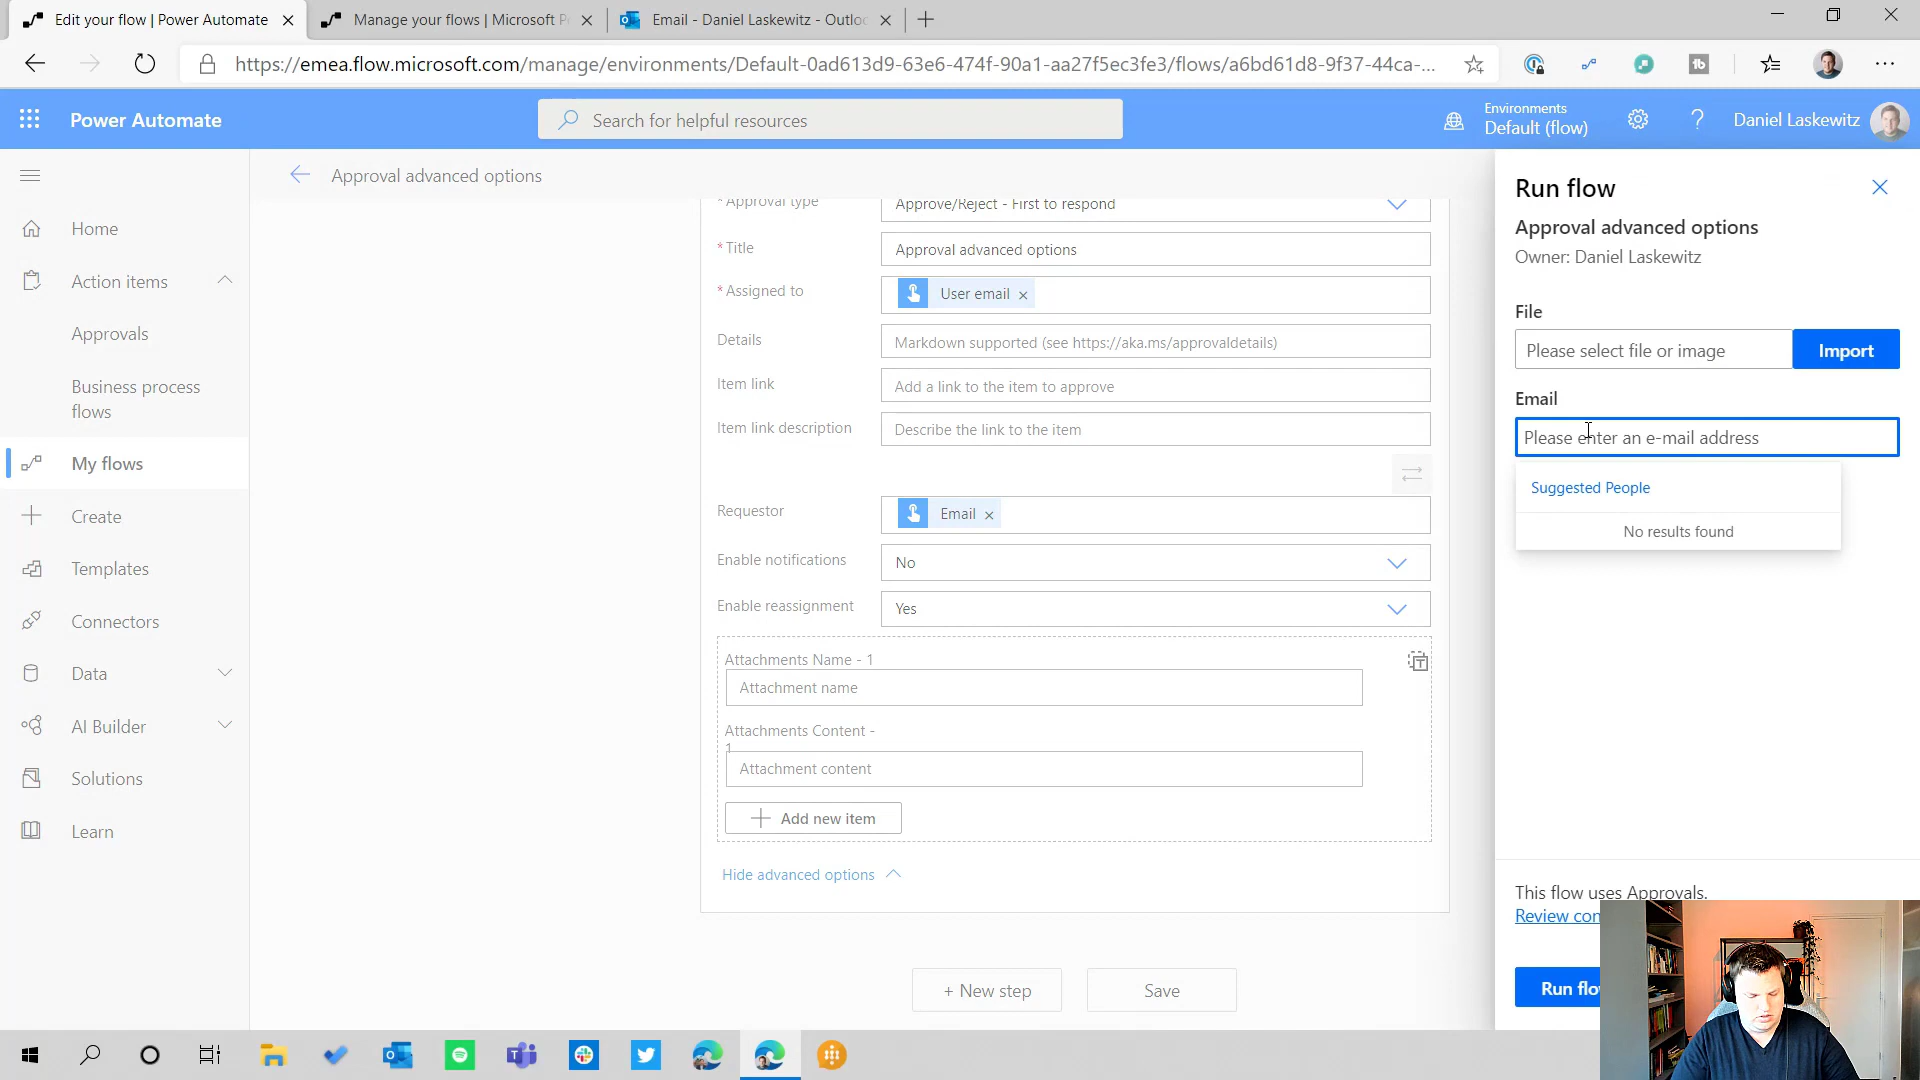 Edit your flow | Power Automate
Manage your flows | Microsoft P
Email - Daniel Laskewitz - Outloo
https://emea.flow.microsoft.com/manage/environments/Default-0ad613d9-63e6-474f-90a1-aa27f5ec3fe3/flows/a6bd61d8-9f37-44ca-...
Power Automate
Search for helpful resources
Environments
Default (flow)
Daniel Laskewitz
Home
Action items
Approvals
Business process
flows
My flows
Create
Templates
Connectors
Data
AI Builder
Solutions
Learn
Approval advanced options
* Approval type
Approve/Reject - First to respond
* Title
Approval advanced options
* Assigned to
User email
Details
Markdown supported (see https://aka.ms/approvaldetails)
Item link
Add a link to the item to approve
Item link description
Describe the link to the item
Requestor
Email
Enable notifications
No
Enable reassignment
Yes
Attachments Name - 1
Attachment name
Attachments Content -
1
Attachment content
Add new item
Hide advanced options
+ New step
Save
Run flow
Approval advanced options
Owner: Daniel Laskewitz
File
Please select file or image
Import
Email
Please enter an e-mail address
Suggested People
No results found
This flow uses Approvals.
Review con
Run flo